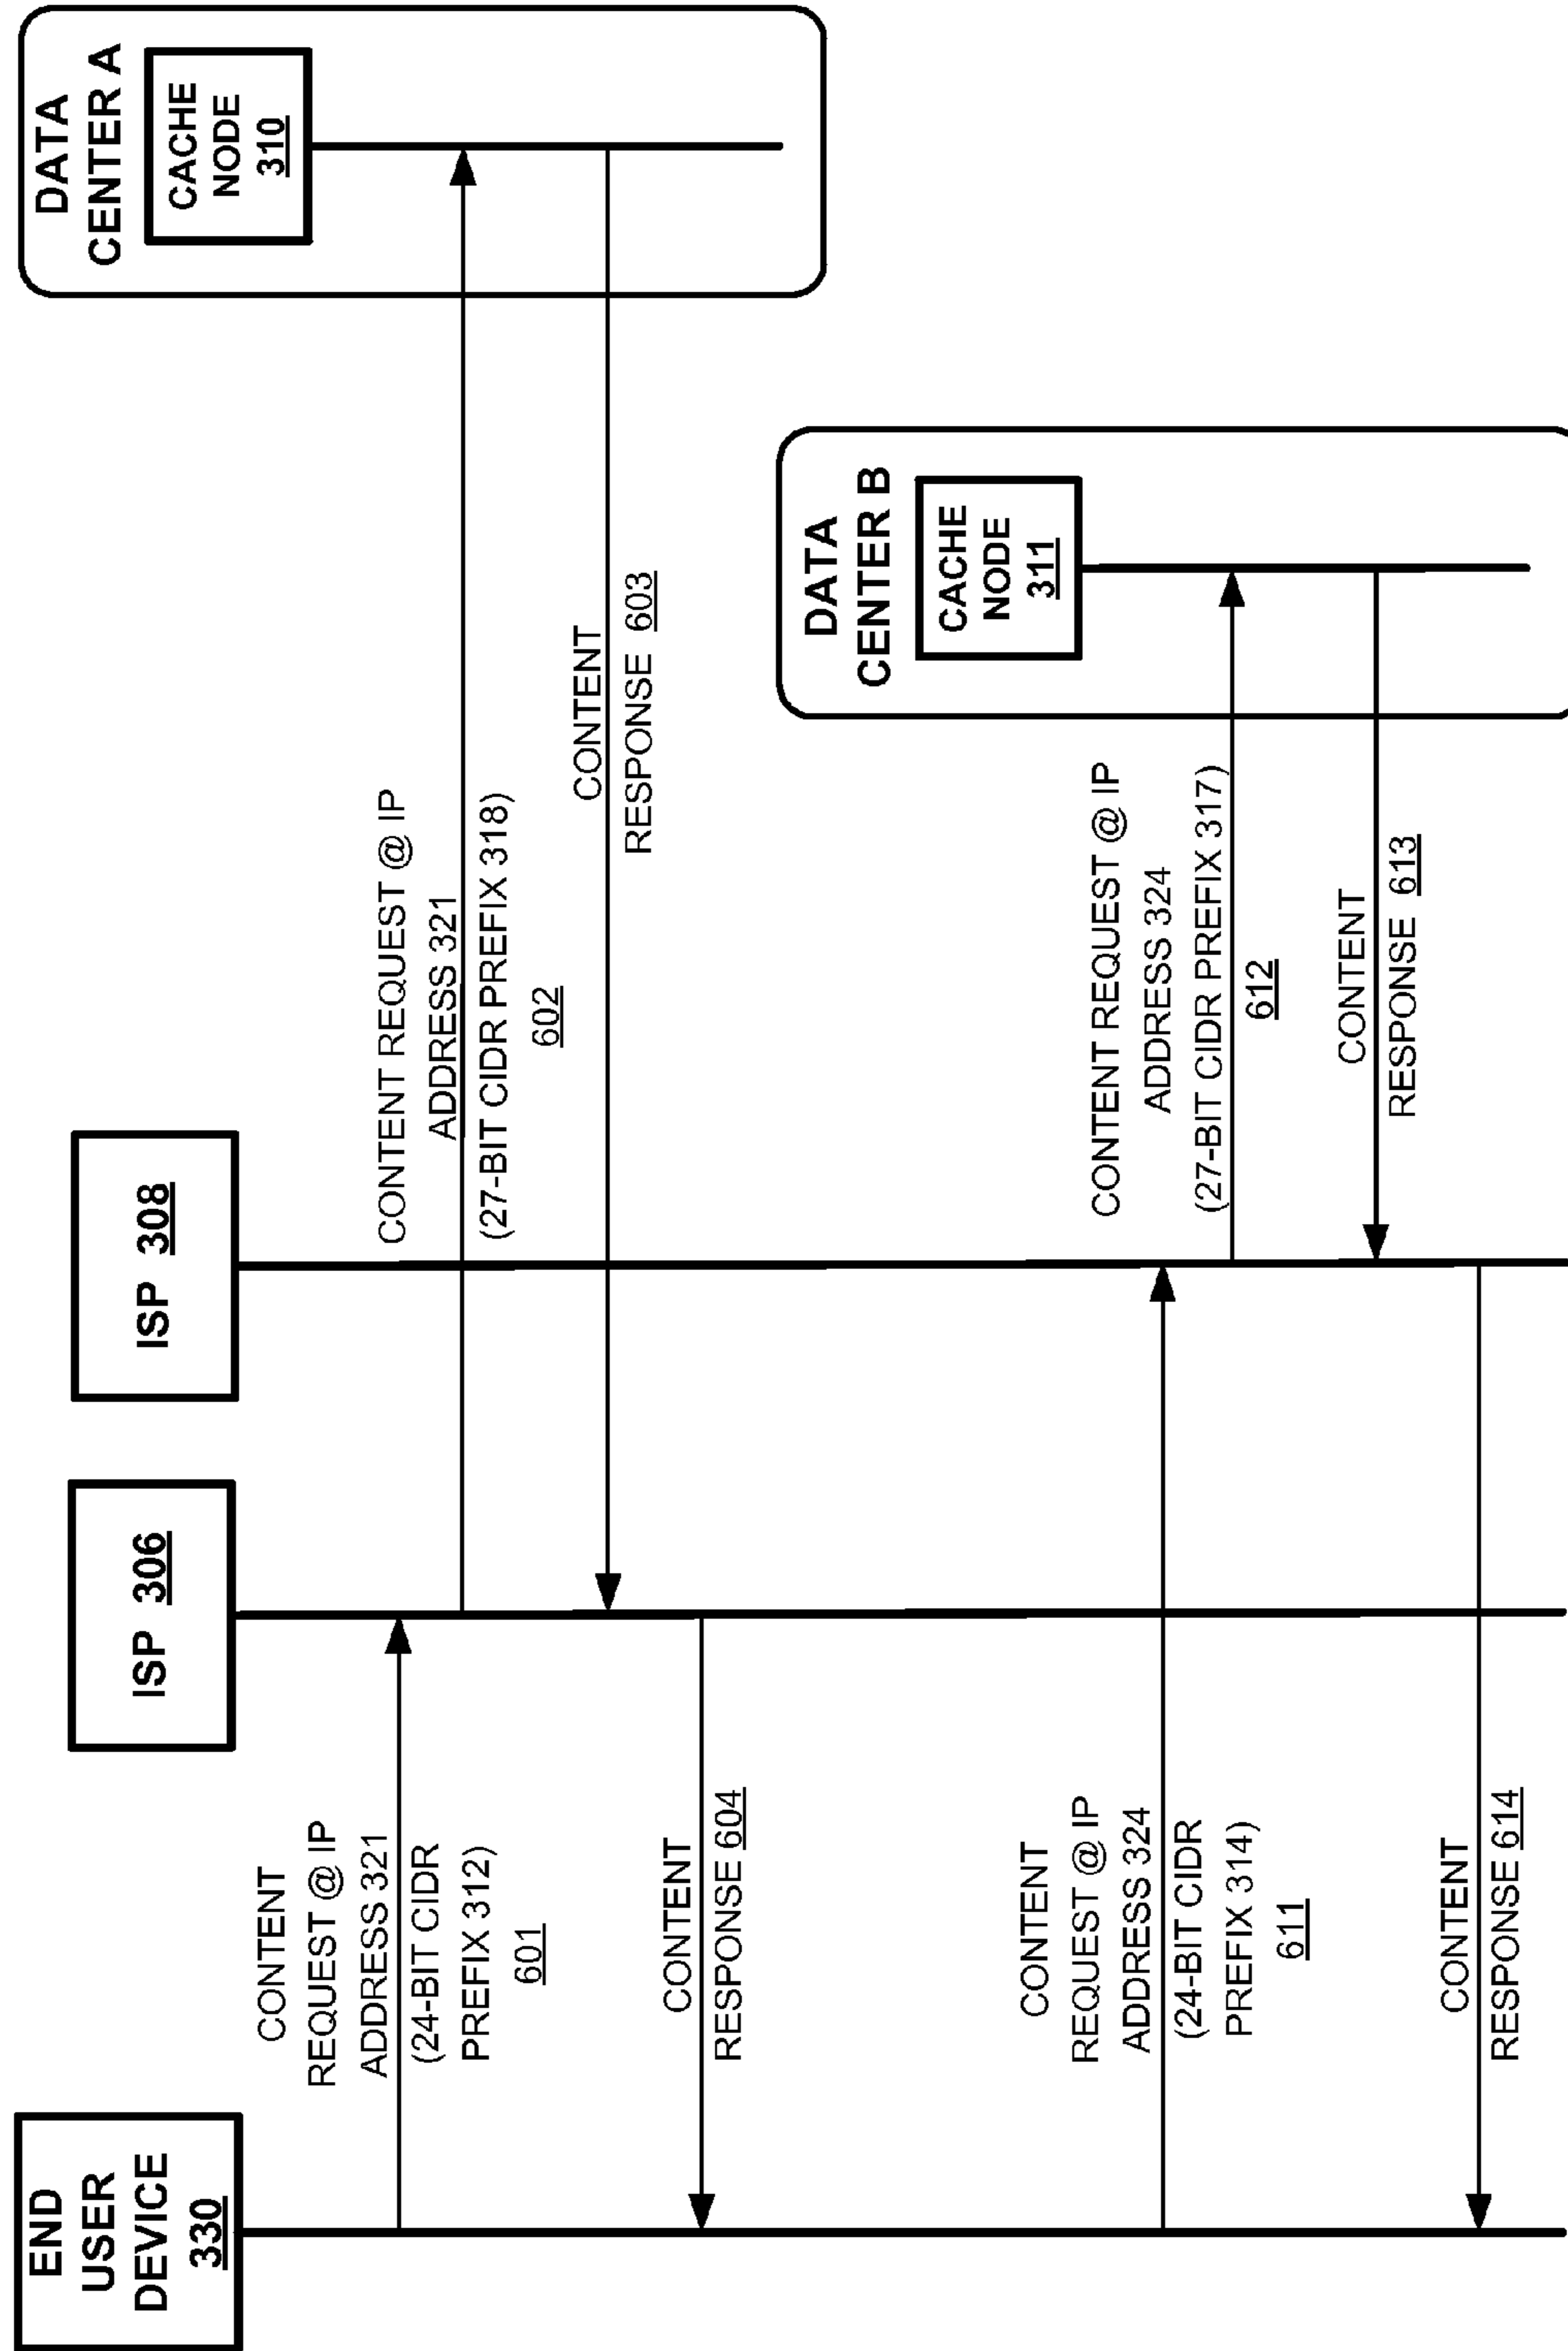 END
USER
DEVICE
330
ISP 306
ISP 308
DATA
CENTER A
CACHE
NODE
310
CONTENT
REQUEST @ IP
ADDRESS 321
(24-BIT CIDR
PREFIX 312)
601
CONTENT REQUEST @ IP
ADDRESS 321
(27-BIT CIDR PREFIX 318)
602
CONTENT
RESPONSE 603
CONTENT
RESPONSE 604
DATA
CENTER B
CACHE
NODE
311
CONTENT
REQUEST @ IP
ADDRESS 324
(24-BIT CIDR
PREFIX 314)
611
CONTENT REQUEST @ IP
ADDRESS 324
(27-BIT CIDR PREFIX 317)
612
CONTENT
RESPONSE 613
CONTENT
RESPONSE 614